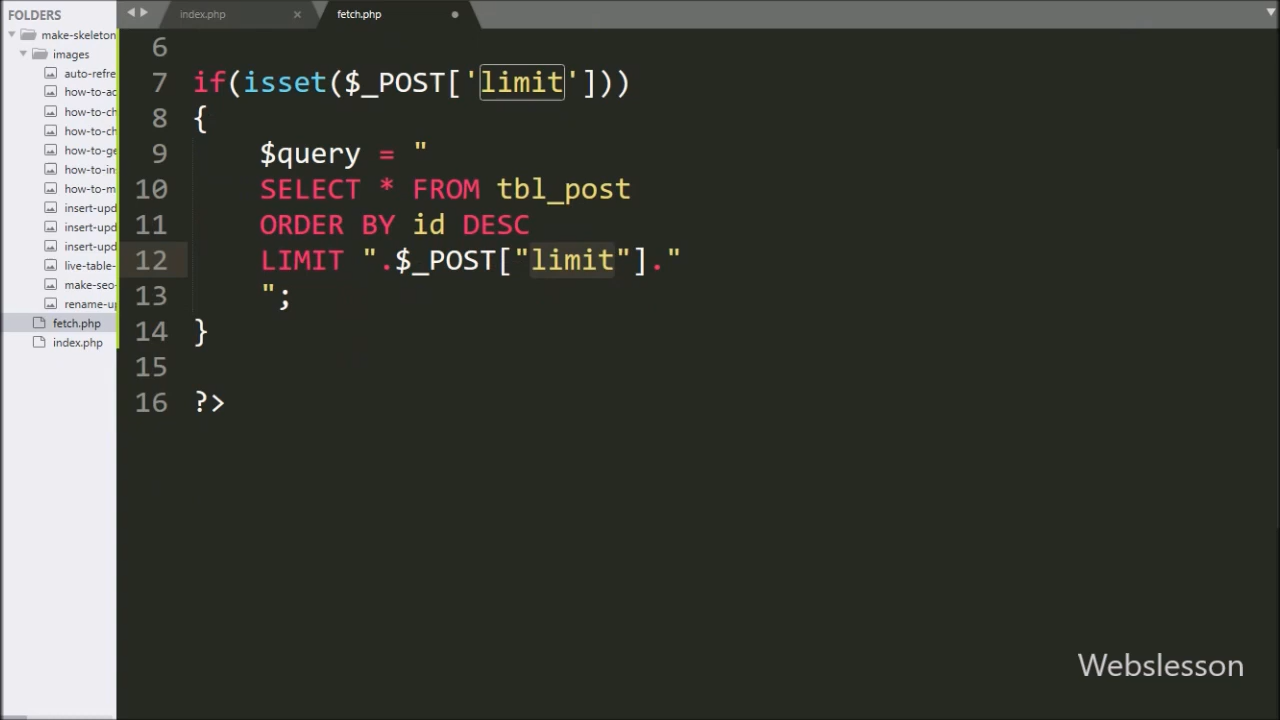 FOLDERS
make-skeleton
images
auto-refre
how-to-ad
how-to-ch
how-to-ch
how-to-ge
how-to-ins
how-to-m
insert-upd
insert-upd
insert-upd
live-table-
make-seo-
rename-up
fetch.php
index.php
index.php
fetch.php
6
7 if(isset($_POST['limit']))
8 {
9 $query = "
10 SELECT * FROM tbl_post
11 ORDER BY id DESC
12 LIMIT ".$_POST["limit"]."
13 ";
14 }
15
16 ?>
Webslesson